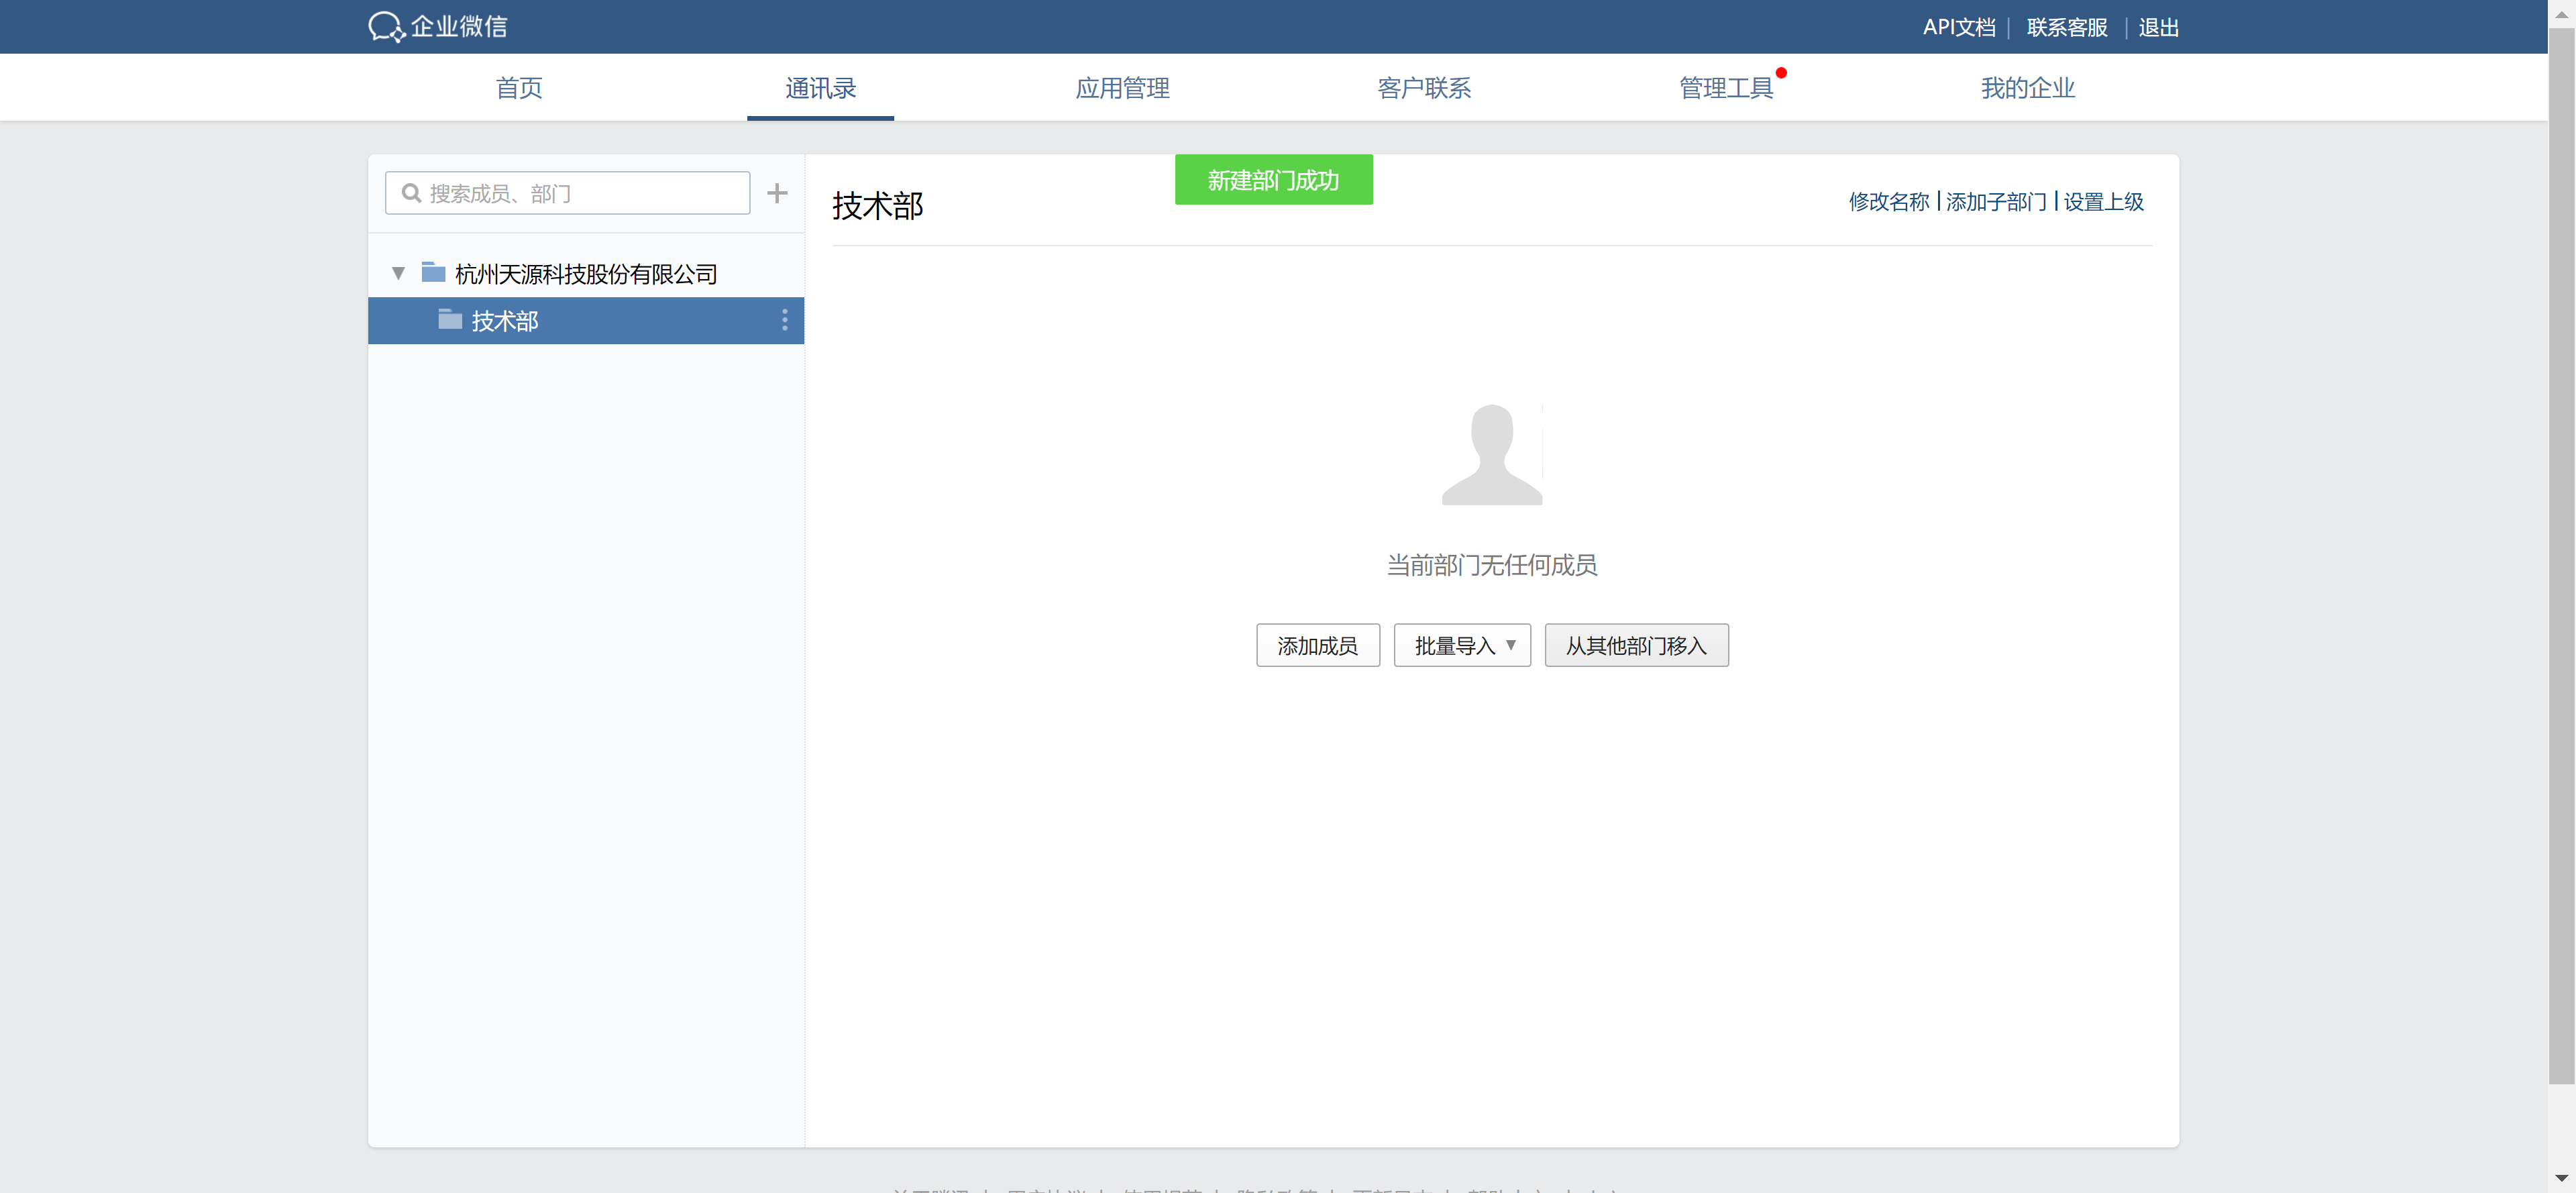 企业微信
API文档 | 联系客服 | 退出
首页 通讯录 应用管理 客户联系 管理工具 我的企业
搜索成员、部门
杭州天源科技股份有限公司
技术部
新建部门成功
技术部
修改名称 | 添加子部门 | 设置上级
当前部门无任何成员
添加成员 批量导入 从其他部门移入